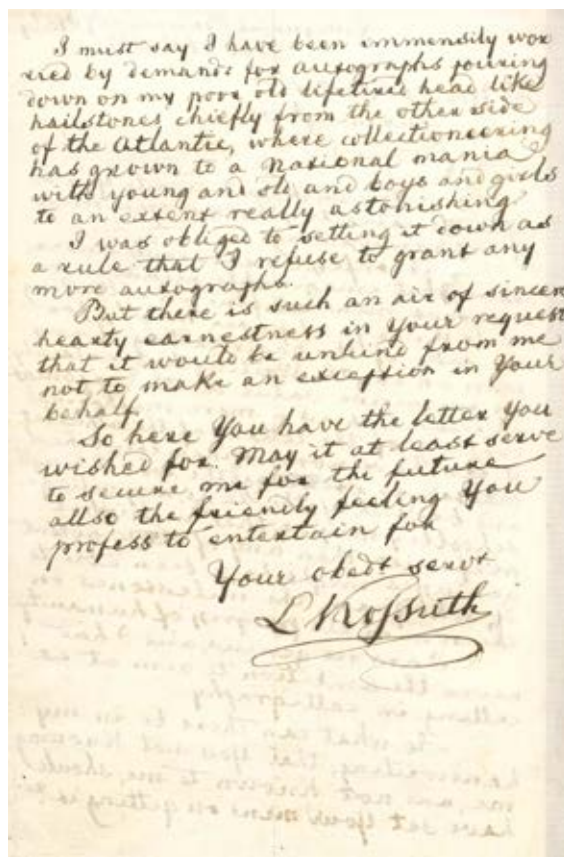 I must say I have been immensily wor
ried by demands for autographs pouring
down on my poor old lifetired head like
hailstones chiefly from the other side
of the Atlantic, where collectioneering
has grown to a National mania
with young and old and boys and girls
to an extent really astonishing
I was obliged to setting it down as
a rule that I refuse to grant any
more autographs.
But there is such an air of sincere
hearty earnestness in Your request
that it would be unkind from me
not to make an exception in Your
behalf
So here You have the letter You
wished for. May it at least serve
to secure me for the future
allso the friendly feeling You
profess to entertain for
Your obedt servt
L Kossuth